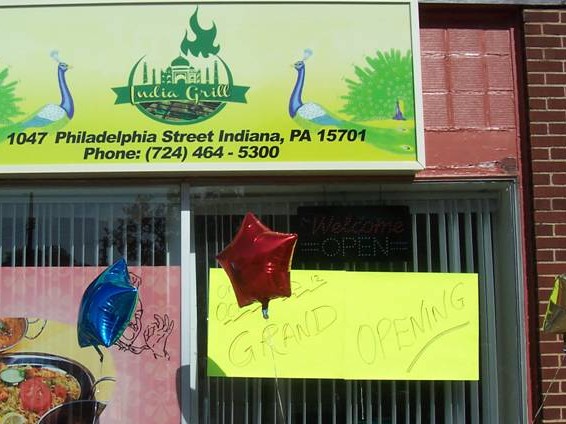 India Grill
1047 Philadelphia Street Indiana, PA 15701
Phone: (724) 464 - 5300
Welcome
OPEN
GRAND OPENING